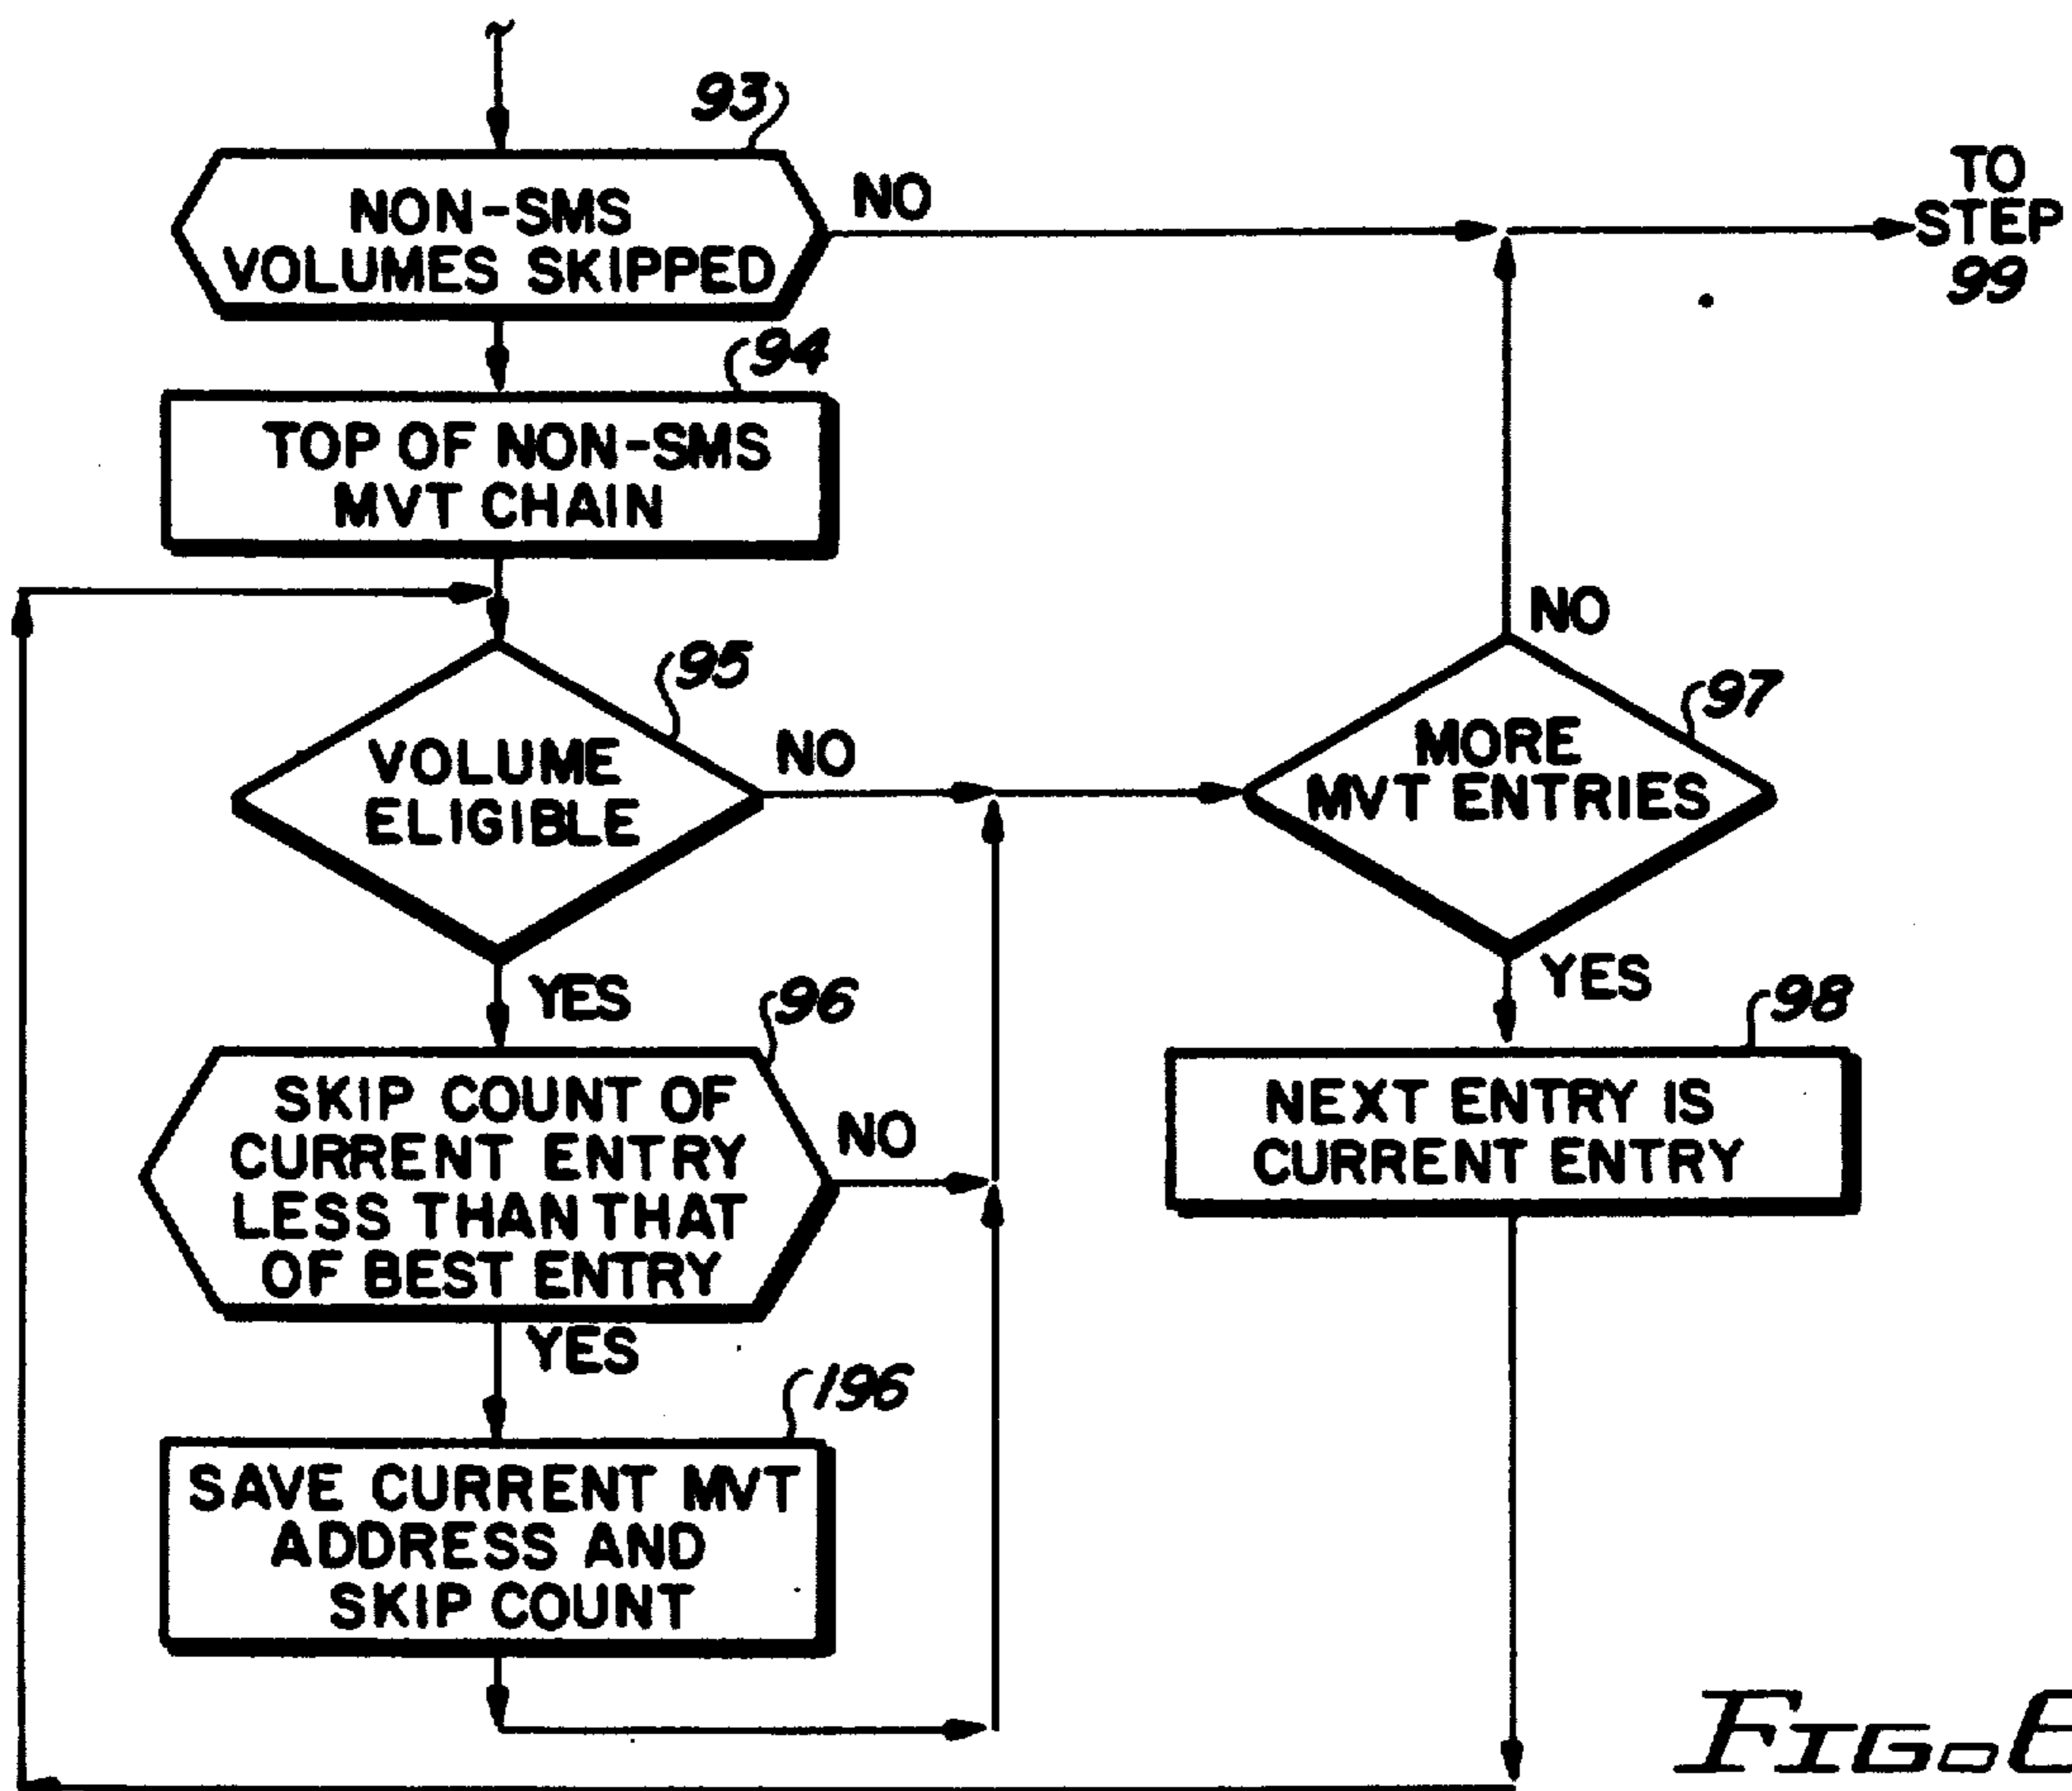 93
NON-SMS
VOLUMES SKIPPED
NO
TO
STEP
99
94
TOP OF NON-SMS
MVT CHAIN
95
VOLUME
ELIGIBLE
NO
NO
97
MORE
MVT ENTRIES
YES
YES
96
SKIP COUNT OF
CURRENT ENTRY
LESS THAN THAT
OF BEST ENTRY
NO
98
NEXT ENTRY IS
CURRENT ENTRY
YES
196
SAVE CURRENT MVT
ADDRESS AND
SKIP COUNT
FIG.